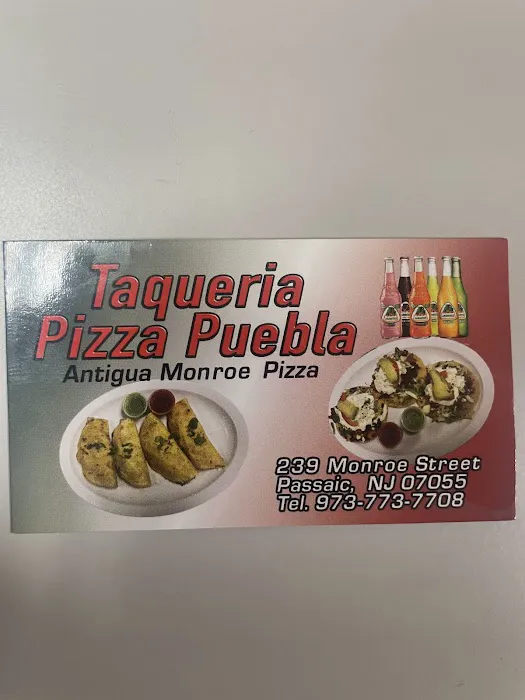 Taqueria
Pizza Puebla
Antigua Monroe Pizza
239 Monroe Street
Passaic, NJ 07055
Tel. 973-773-7708